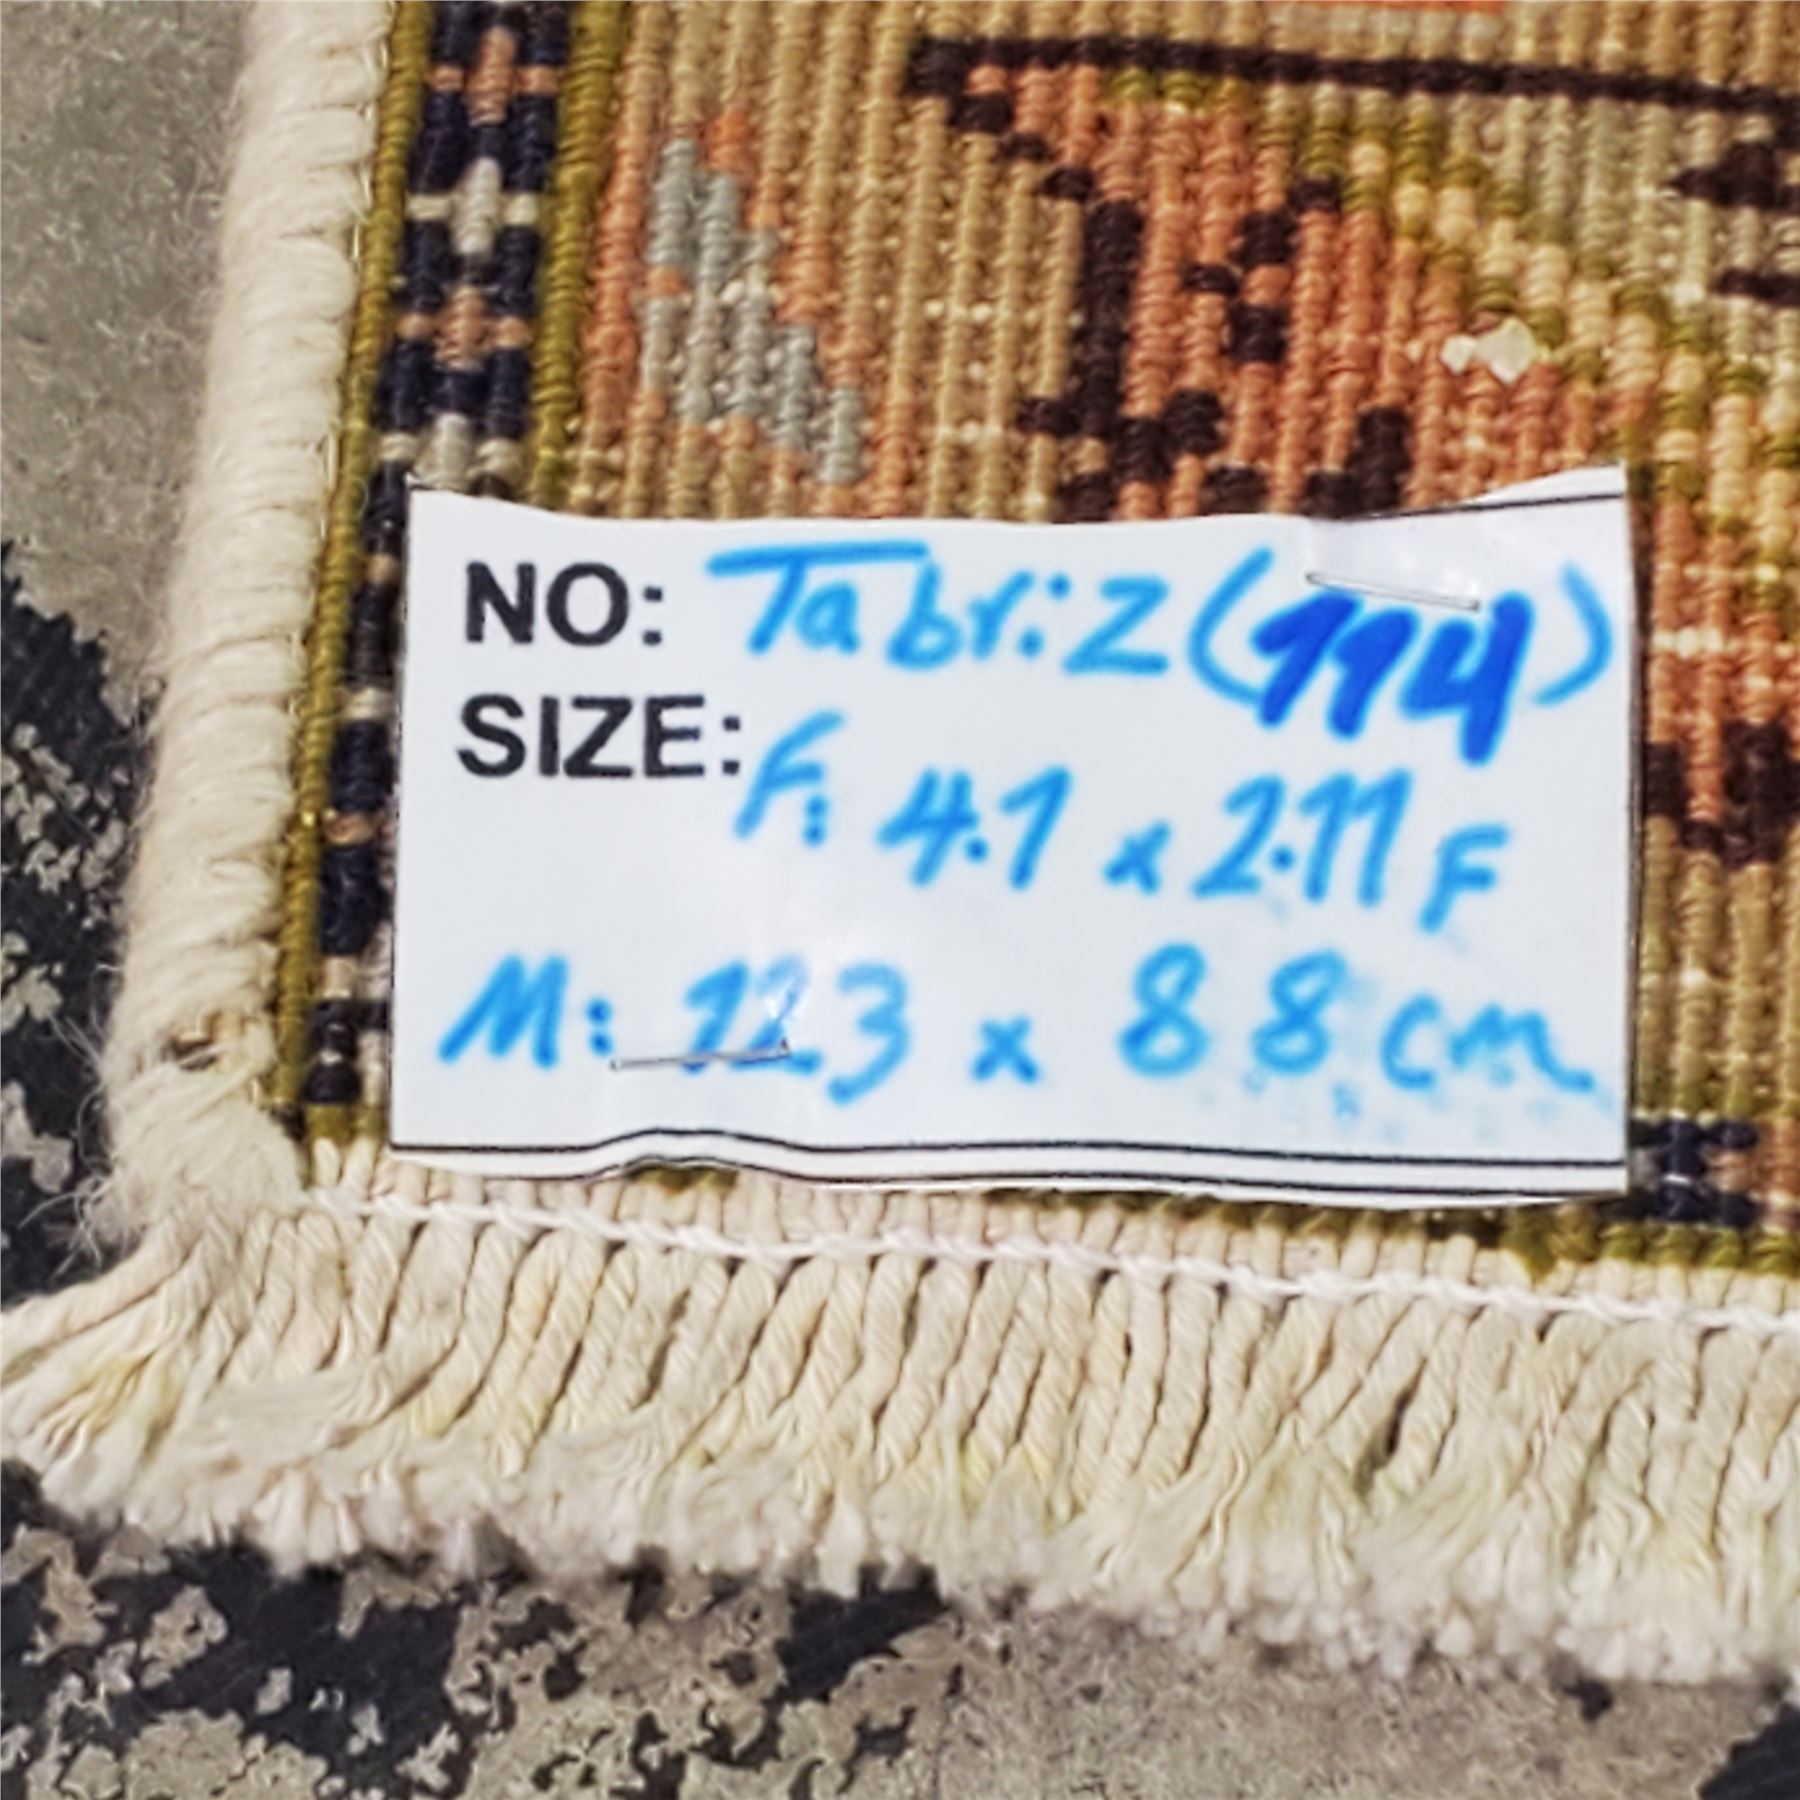 NO: Tabriz (114)
SIZE: F: 4.1 x 2.11 F
M: 123 x 88 cm